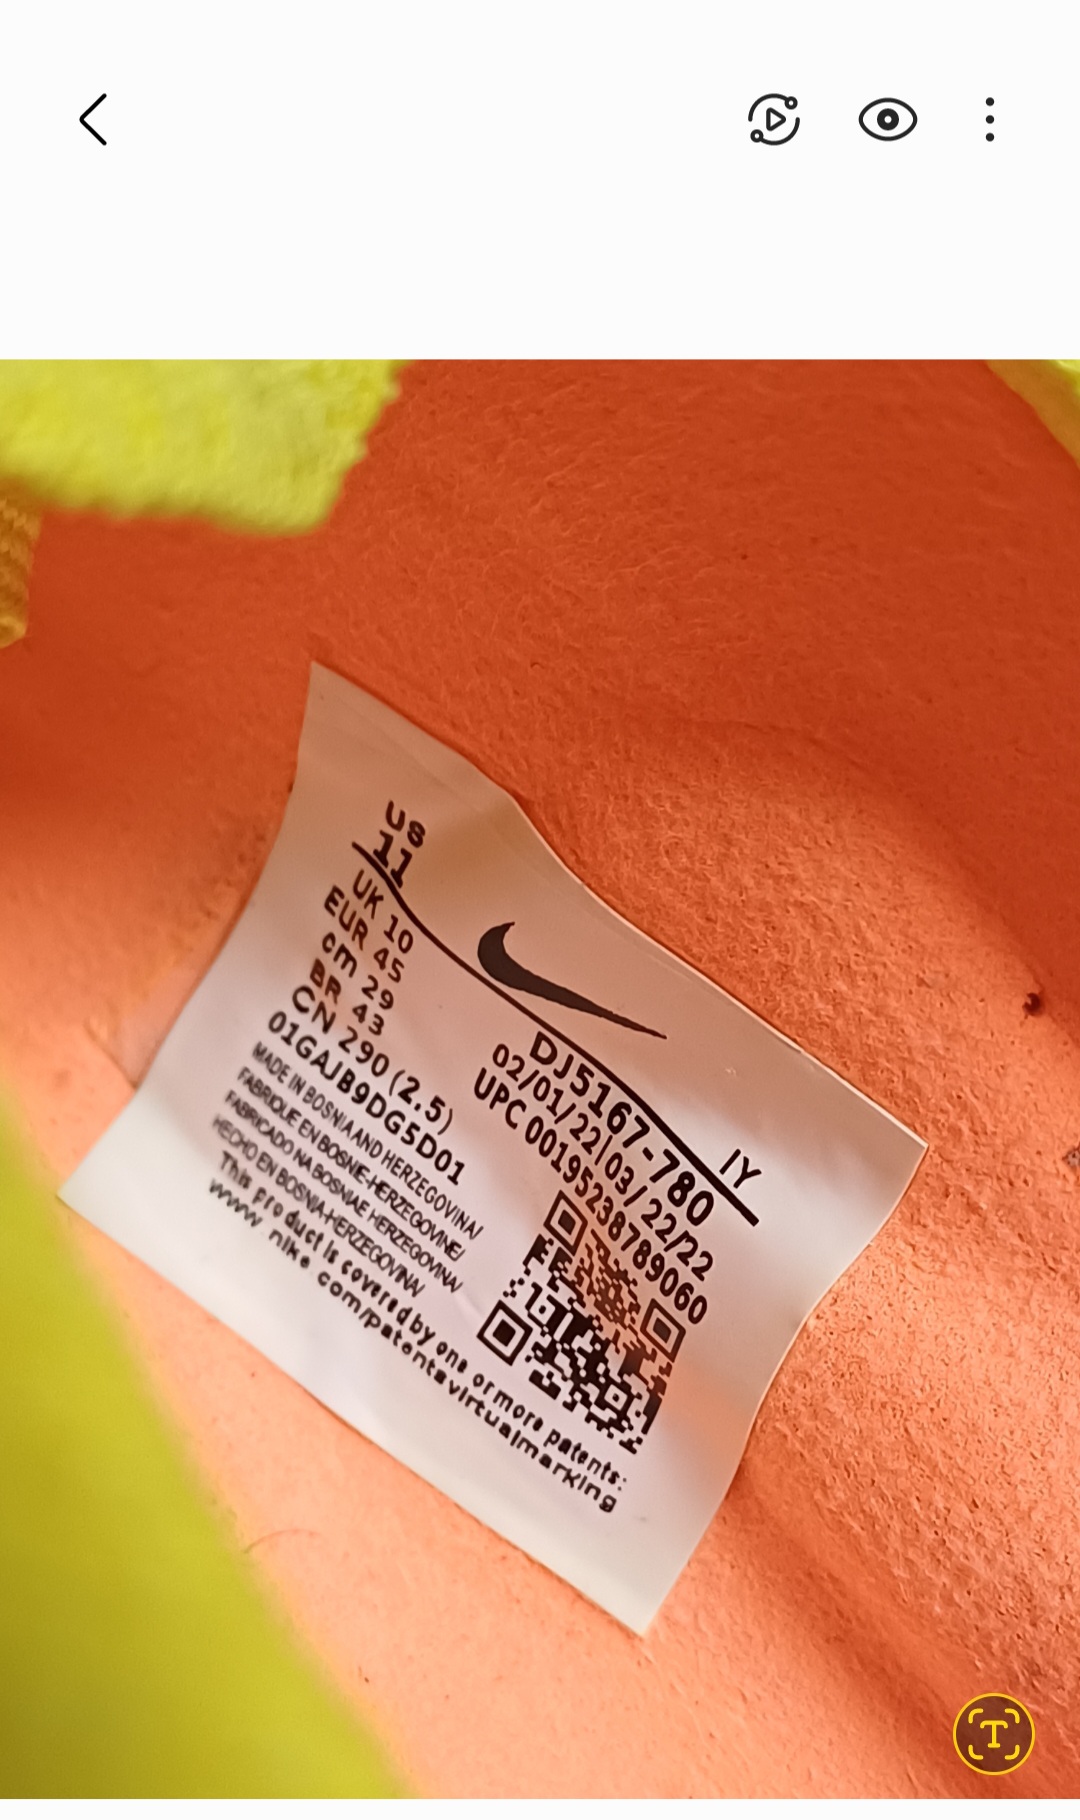 US
11
UK 10
EUR 45
cm 29
BR 43
CN 290 (2.5)
01GAJB9DG5D01
MADE IN BOSNIA AND HERZEGOVINA/
FABRIQUE EN BOSNIE-HERZEGOVINE/
FABRICADO NA BOSNIA E HERZEGOVINA/
HECHO EN BOSNIA-HERZEGOVINA/
This product is covered by one or more patents:
www.nike.com/patentsvirtualmarking
IY
DJ5167-780
02/01/22|03/22/22
UPC 00195238789060
T